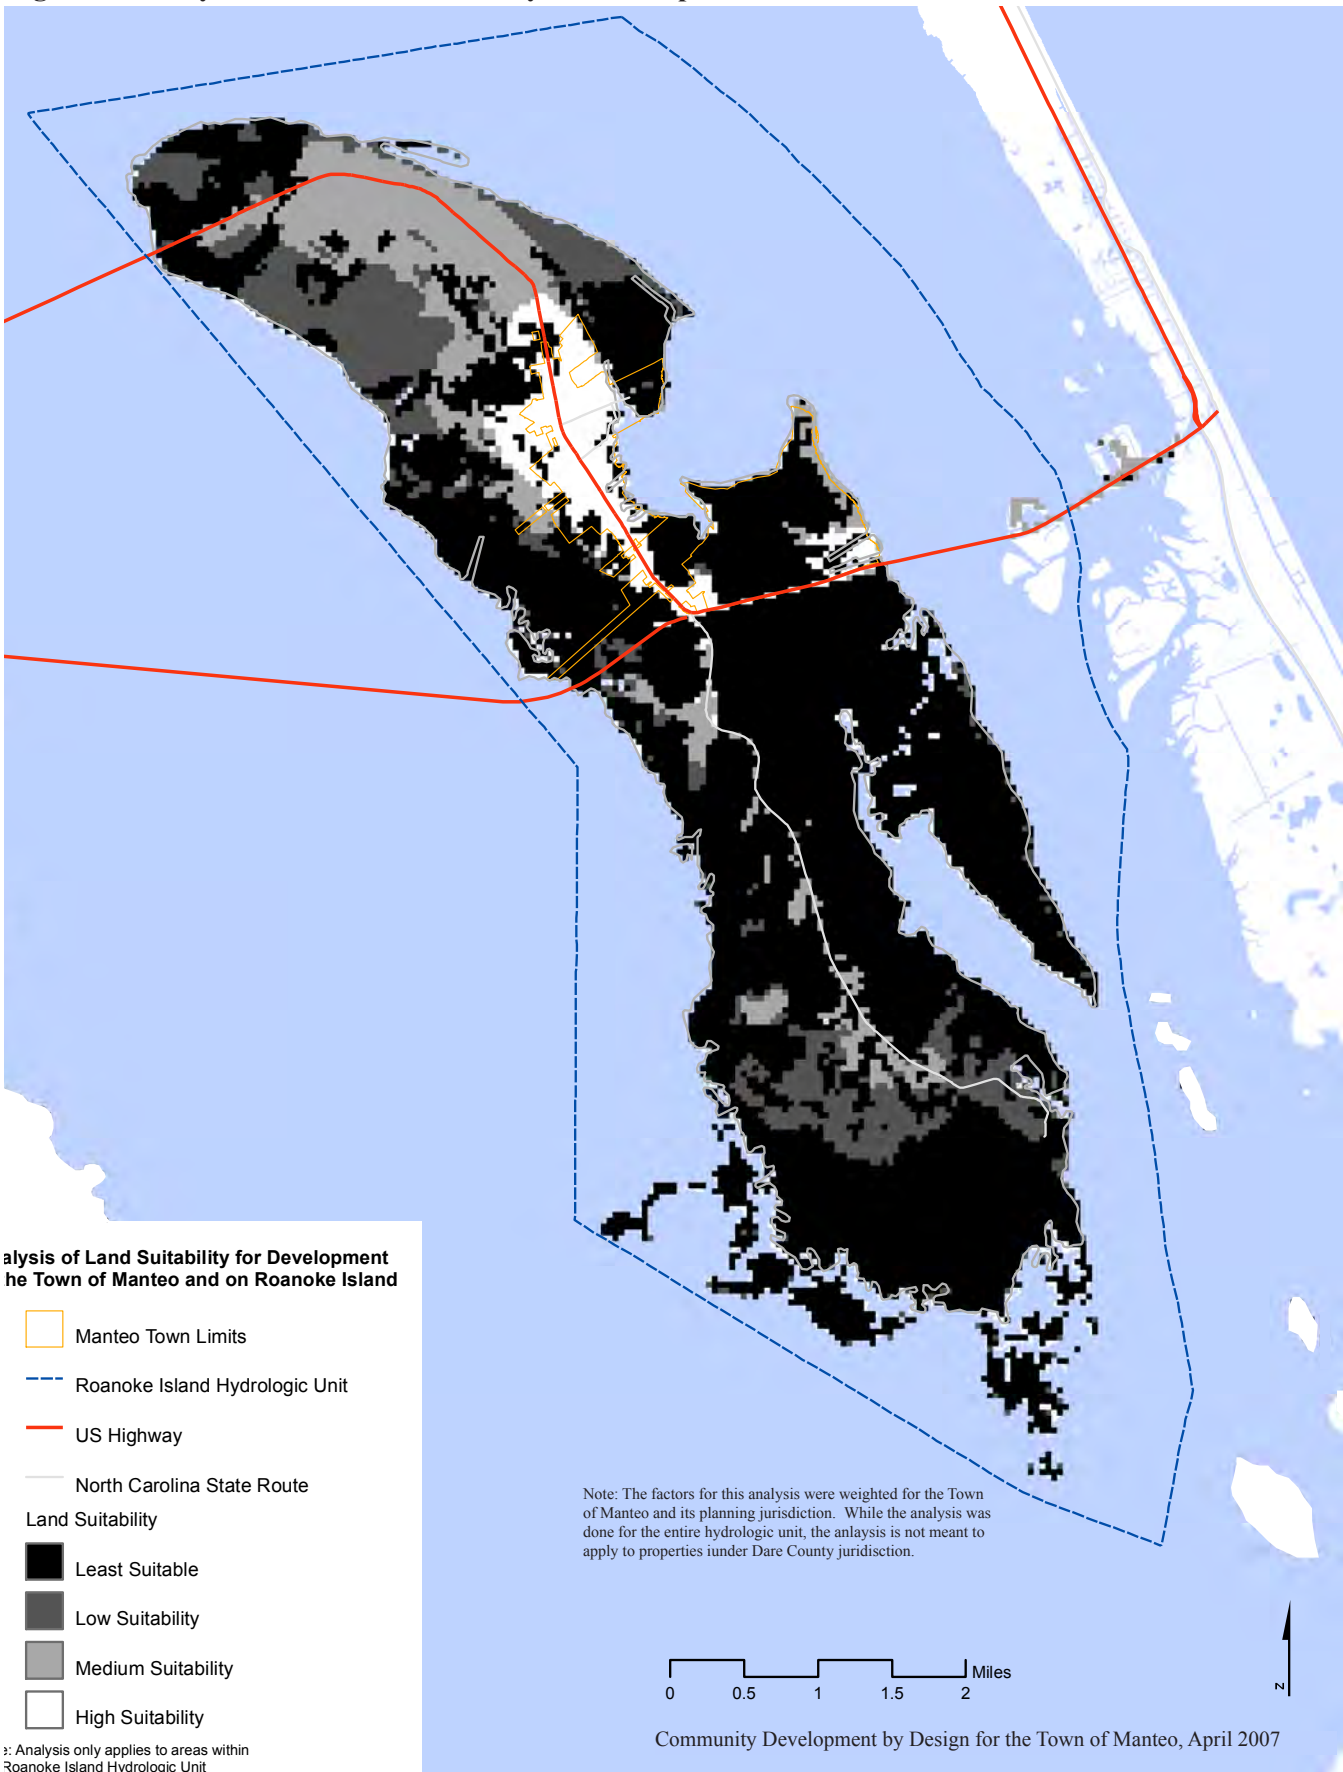 alysis of Land Suitability for Development
he Town of Manteo and on Roanoke Island
Manteo Town Limits
Roanoke Island Hydrologic Unit
US Highway
North Carolina State Route
Land Suitability
Least Suitable
Low Suitability
Medium Suitability
High Suitability
e: Analysis only applies to areas within
Roanoke Island Hydrologic Unit
Note: The factors for this analysis were weighted for the Town
of Manteo and its planning jurisdiction. While the analysis was
done for the entire hydrologic unit, the anlaysis is not meant to
apply to properties iunder Dare County juridisction.
0 0.5 1 1.5 2 Miles
N
Community Development by Design for the Town of Manteo, April 2007